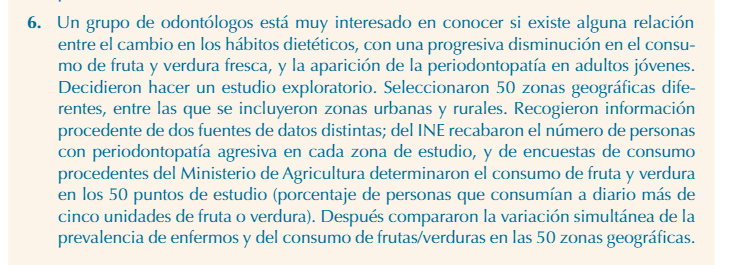 6. Un grupo de odontólogos está muy interesado en conocer si existe alguna relación
entre el cambio en los hábitos dietéticos, con una progresiva disminución en el consu-
mo de fruta y verdura fresca, y la aparición de la periodontopatía en adultos jóvenes.
Decidieron hacer un estudio exploratorio. Seleccionaron 50 zonas geográficas dife-
rentes, entre las que se incluyeron zonas urbanas y rurales. Recogieron información
procedente de dos fuentes de datos distintas; del INE recabaron el número de personas
con periodontopatía agresiva en cada zona de estudio, y de encuestas de consumo
procedentes del Ministerio de Agricultura determinaron el consumo de fruta y verdura
en los 50 puntos de estudio (porcentaje de personas que consumían a diario más de
cinco unidades de fruta o verdura). Después compararon la variación simultánea de la
prevalencia de enfermos y del consumo de frutas/verduras en las 50 zonas geográficas.